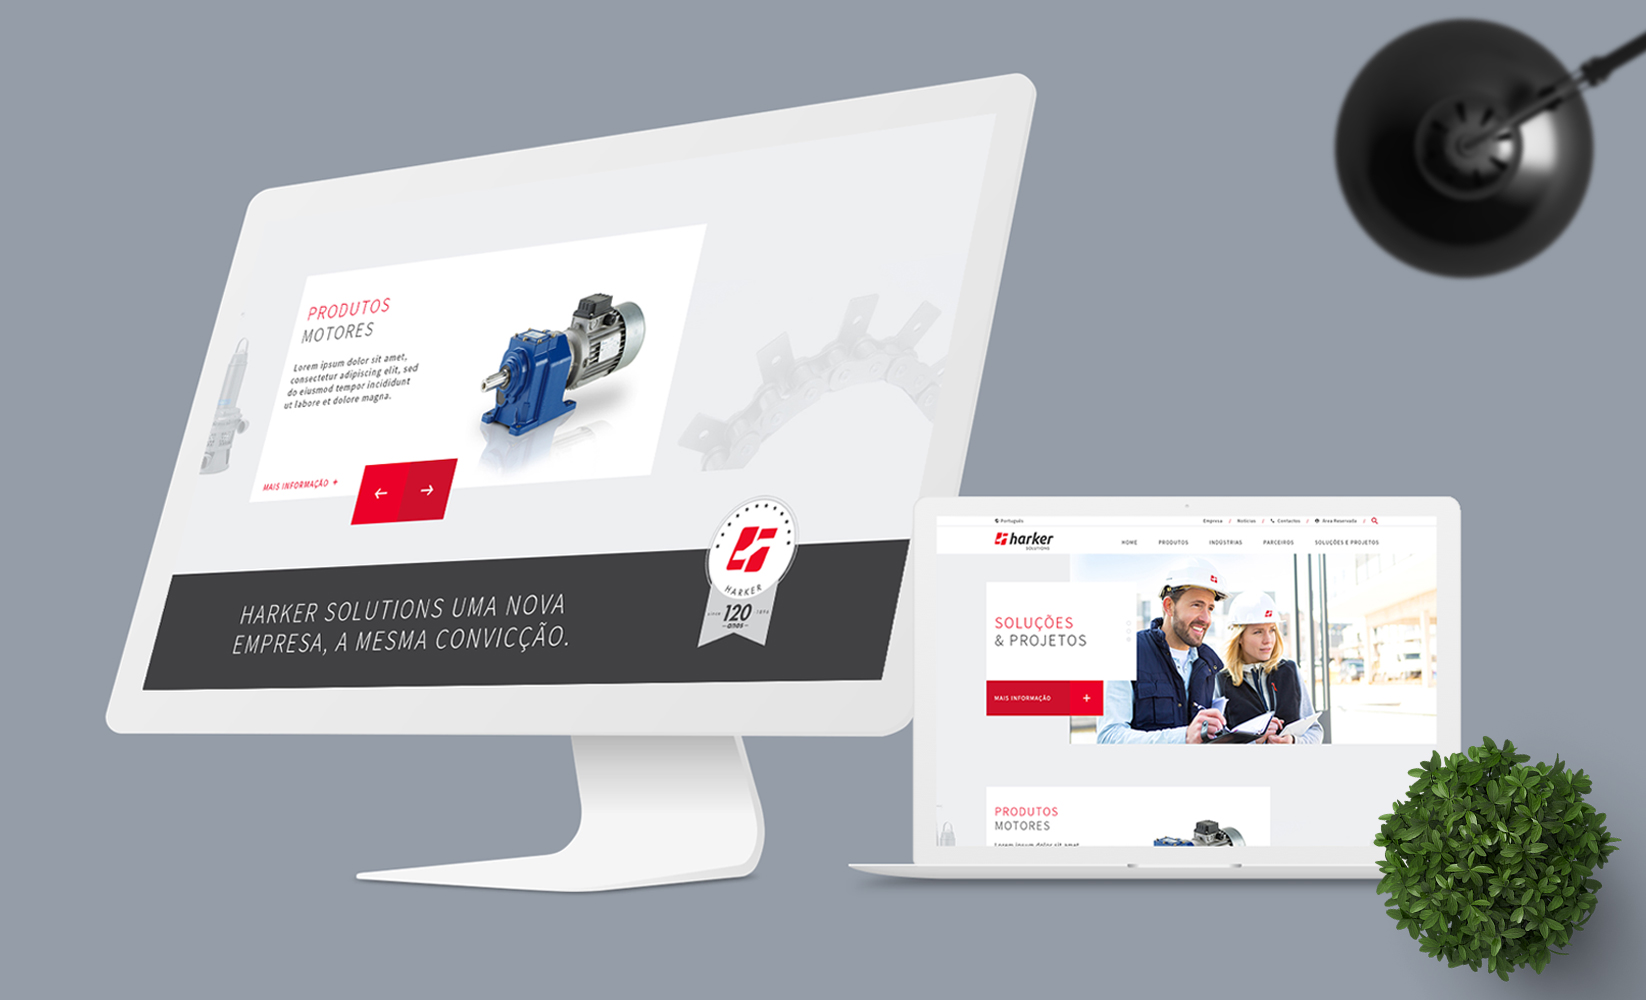 PRODUTOS
MOTORES
Lorem ipsum dolor sit amet,
consectetur adipiscing elit, sed
do eiusmod tempor incididunt
ut labore et dolore magna.
MAIS INFORMAÇÃO +
HARKER SOLUTIONS UMA NOVA
EMPRESA, A MESMA CONVICÇÃO.
HARKER
since 120 1896
anos
Português
Empresa / Notícias / Contactos / Área Reservada /
harker
SOLUTIONS
HOME PRODUTOS INDÚSTRIAS PARCEIROS SOLUÇÕES E PROJETOS
SOLUÇÕES
& PROJETOS
MAIS INFORMAÇÃO +
PRODUTOS
MOTORES
Lorem ipsum dolor sit amet